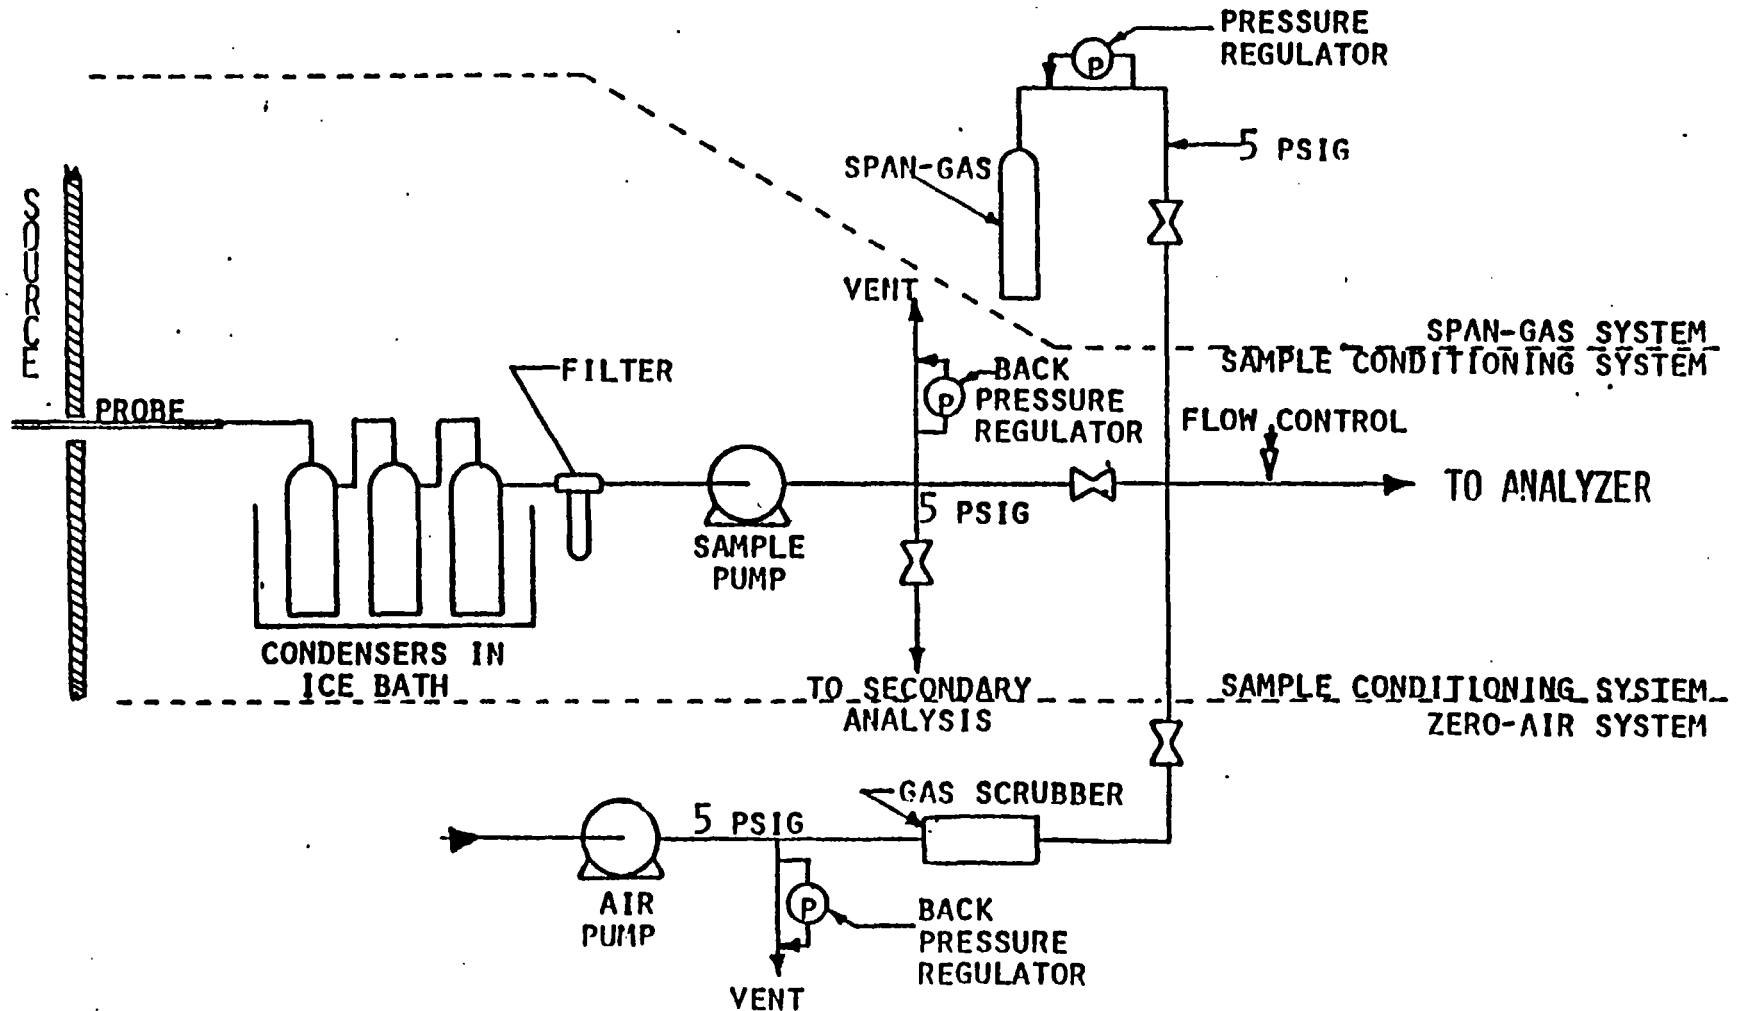 PRESSURE
REGULATOR
P
5 PSIG
SPAN-GAS
SOURCE
VENT
SPAN-GAS SYSTEM
SAMPLE CONDITIONING SYSTEM
FILTER
BACK
PRESSURE
REGULATOR
P
PROBE
FLOW CONTROL
TO ANALYZER
5 PSIG
SAMPLE
PUMP
CONDENSERS IN
ICE BATH
TO SECONDARY
ANALYSIS
SAMPLE CONDITIONING SYSTEM
ZERO-AIR SYSTEM
GAS SCRUBBER
5 PSIG
AIR
PUMP
P
BACK
PRESSURE
REGULATOR
VENT